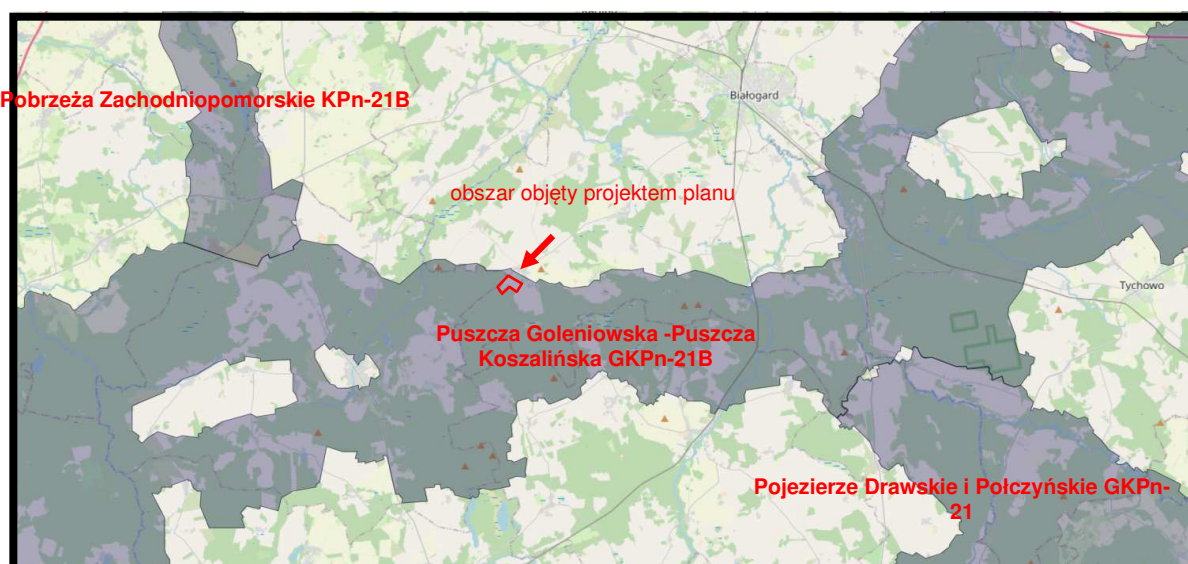 Białogard
Pobrzeża Zachodniopomorskie KPn-21B
obszar objęty projektem planu
Tychowo
Puszcza Goleniowska -Puszcza
Koszalińska GKPn-21B
Pojezierze Drawskie i Połczyńskie GKPn-
21